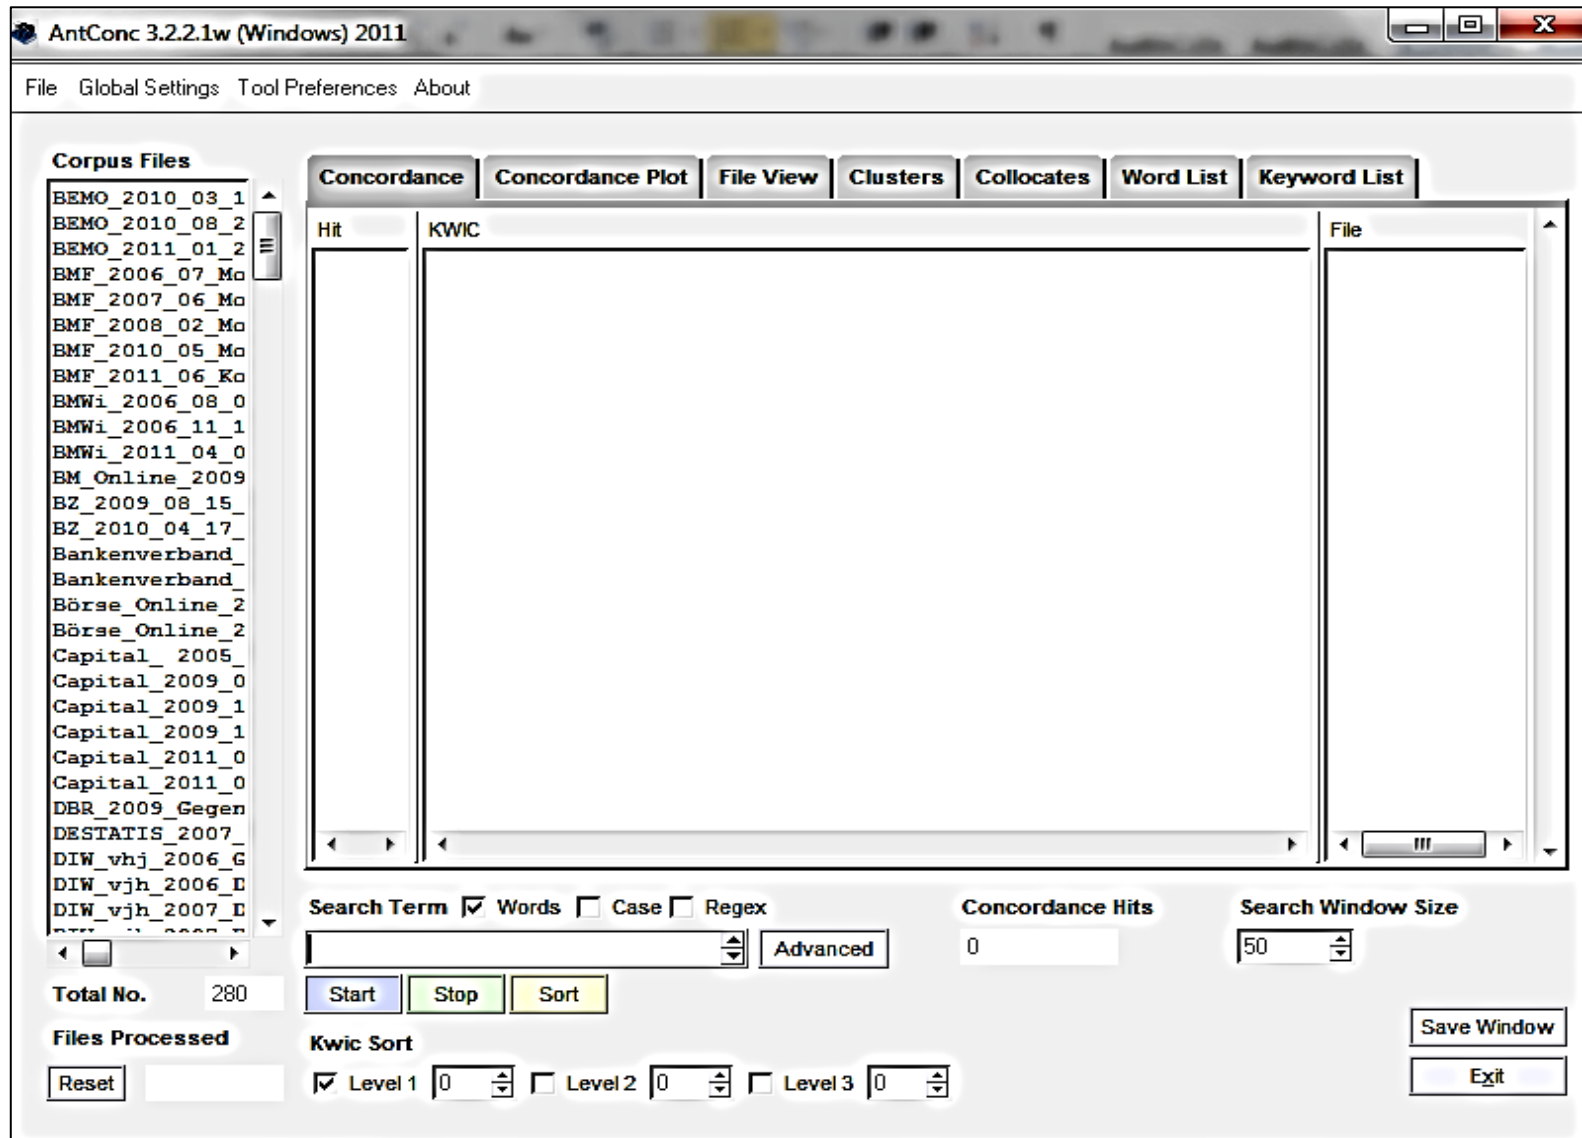 AntConc 3.2.2.1w (Windows) 2011
File Global Settings Tool Preferences About
Corpus Files
BEMO_2010_03_1
BEMO_2010_08_2
BEMO_2011_01_2
BMF_2006_07_Mo
BMF_2007_06_Mo
BMF_2008_02_Mo
BMF_2010_05_Mo
BMF_2011_06_Ko
BMWi_2006_08_0
BMWi_2006_11_1
BMWi_2011_04_0
BM_Online_2009
BZ_2009_08_15_
BZ_2010_04_17_
Bankenverband_
Bankenverband_
Börse_Online_2
Börse_Online_2
Capital_ 2005_
Capital_2009_0
Capital_2009_1
Capital_2009_1
Capital_2011_0
Capital_2011_0
DBR_2009_Gegen
DESTATIS_2007_
DIW_vhj_2006_G
DIW_vjh_2006_D
DIW_vjh_2007_D
Total No. 280
Files Processed
Reset
Concordance Concordance Plot File View Clusters Collocates Word List Keyword List
Hit KWIC File
Search Term Words Case Regex
Advanced
Start Stop Sort
Concordance Hits
0
Search Window Size
50
Kwic Sort
Level 1 0 Level 2 0 Level 3 0
Save Window
Exit